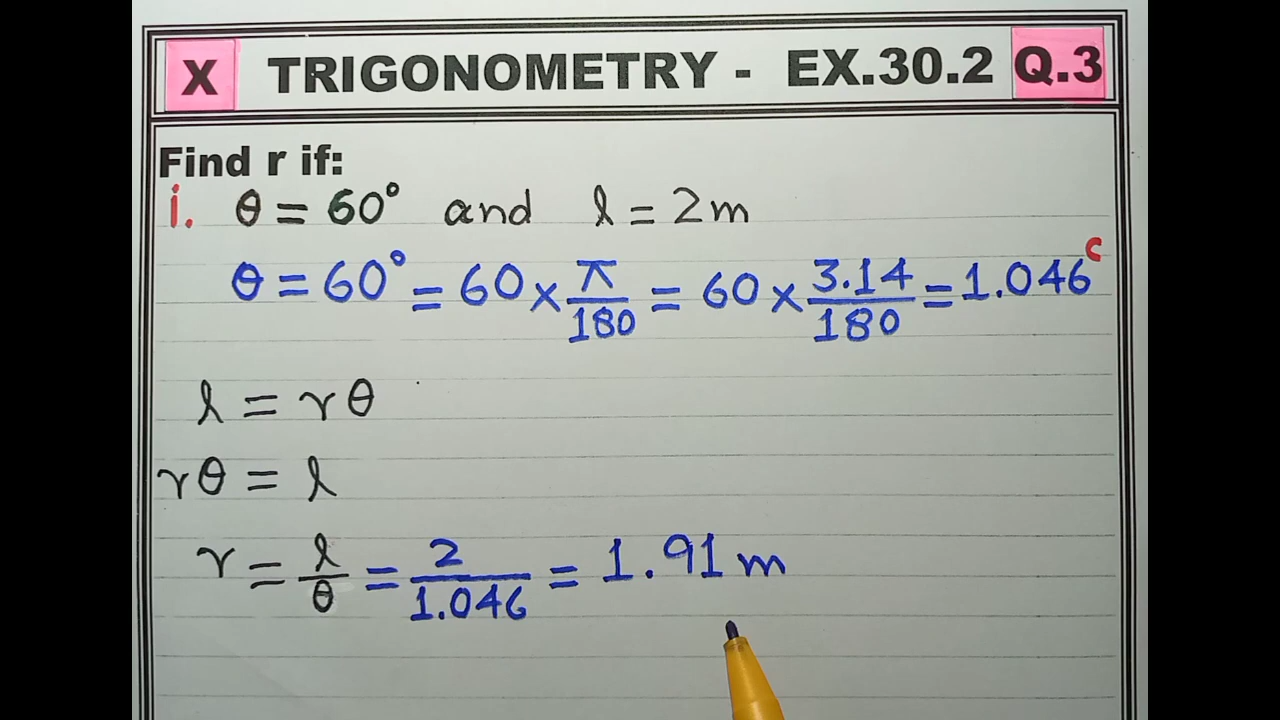 X TRIGONOMETRY - EX.30.2 Q.3
Find r if:
i. θ = 60° and l = 2m
θ = 60° = 60 × π/180 = 60 × 3.14/180 = 1.046ᶜ
l = rθ
rθ = l
r = l/θ = 2/1.046 = 1.91 m